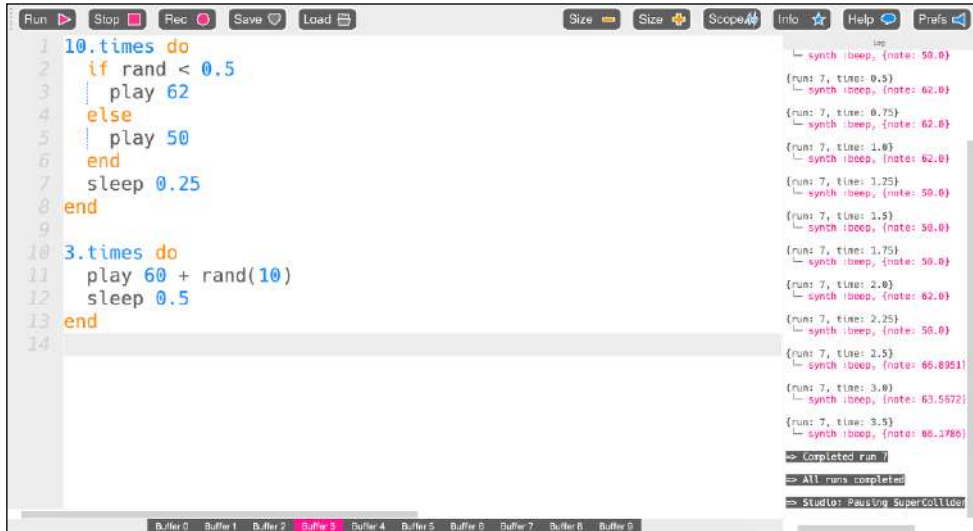 Run Stop Rec Save Load Size Size Scope Info Help Prefs
1 10.times do
2 if rand < 0.5
3 play 62
4 else
5 play 50
6 end
7 sleep 0.25
8 end
9
10 3.times do
11 play 60 + rand(10)
12 sleep 0.5
13 end
14
Log
synth :beep, {note: 50.0}
{run: 7, time: 0.5}
synth :beep, {note: 62.0}
{run: 7, time: 0.75}
synth :beep, {note: 62.0}
{run: 7, time: 1.0}
synth :beep, {note: 62.0}
{run: 7, time: 1.25}
synth :beep, {note: 50.0}
{run: 7, time: 1.5}
synth :beep, {note: 50.0}
{run: 7, time: 1.75}
synth :beep, {note: 50.0}
{run: 7, time: 2.0}
synth :beep, {note: 62.0}
{run: 7, time: 2.25}
synth :beep, {note: 50.0}
{run: 7, time: 2.5}
synth :beep, {note: 66.8951}
{run: 7, time: 3.0}
synth :beep, {note: 63.5672}
{run: 7, time: 3.5}
synth :beep, {note: 66.1786}
=> Completed run 7
=> All runs completed
=> Studio: Pausing SuperCollider
Buffer 0 Buffer 1 Buffer 2 Buffer 3 Buffer 4 Buffer 5 Buffer 6 Buffer 7 Buffer 8 Buffer 9